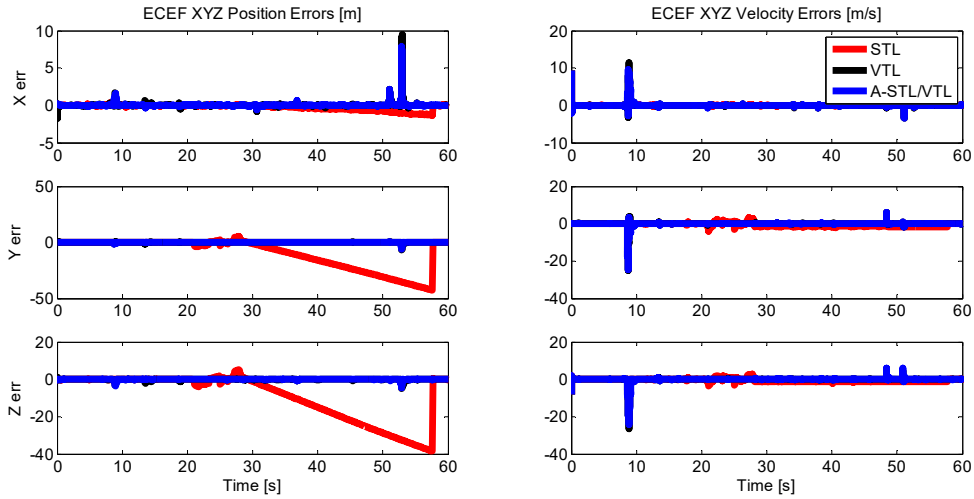 ECEF XYZ Position Errors [m]
ECEF XYZ Velocity Errors [m/s]
X err
10
5
0
-5
0 10 20 30 40 50 60
20
10
0
-10
0 10 20 30 40 50 60
STL
VTL
A-STL/VTL
Y err
50
0
-50
0 10 20 30 40 50 60
20
0
-20
-40
0 10 20 30 40 50 60
Z err
20
0
-20
-40
0 10 20 30 40 50 60
Time [s]
20
0
-20
-40
0 10 20 30 40 50 60
Time [s]